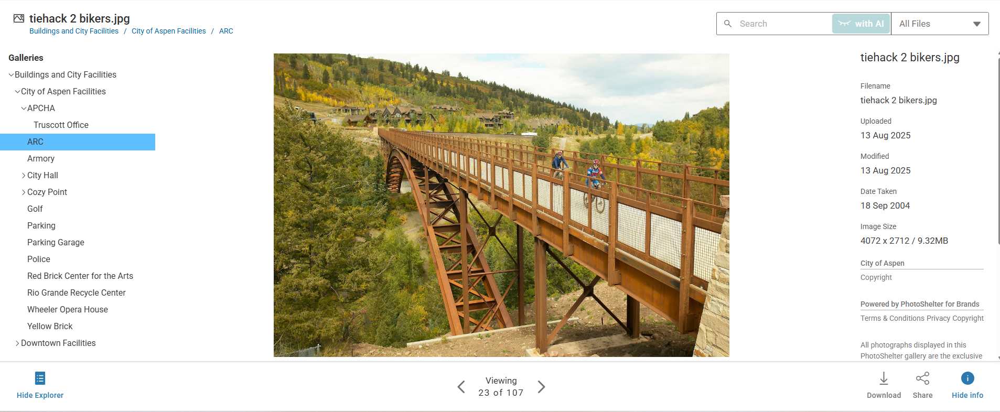 tiehack 2 bikers.jpg
Buildings and City Facilities / City of Aspen Facilities / ARC
Search
with AI
All Files
Galleries
Buildings and City Facilities
City of Aspen Facilities
APCHA
Truscott Office
ARC
Armory
City Hall
Cozy Point
Golf
Parking
Parking Garage
Police
Red Brick Center for the Arts
Rio Grande Recycle Center
Wheeler Opera House
Yellow Brick
Downtown Facilities
tiehack 2 bikers.jpg
Filename
tiehack 2 bikers.jpg
Uploaded
13 Aug 2025
Modified
13 Aug 2025
Date Taken
18 Sep 2004
Image Size
4072 x 2712 / 9.32MB
City of Aspen
Copyright
Powered by PhotoShelter for Brands
Terms & Conditions Privacy Copyright
All photographs displayed in this
PhotoShelter gallery are the exclusive
Hide Explorer
Viewing
23 of 107
Download
Share
Hide info